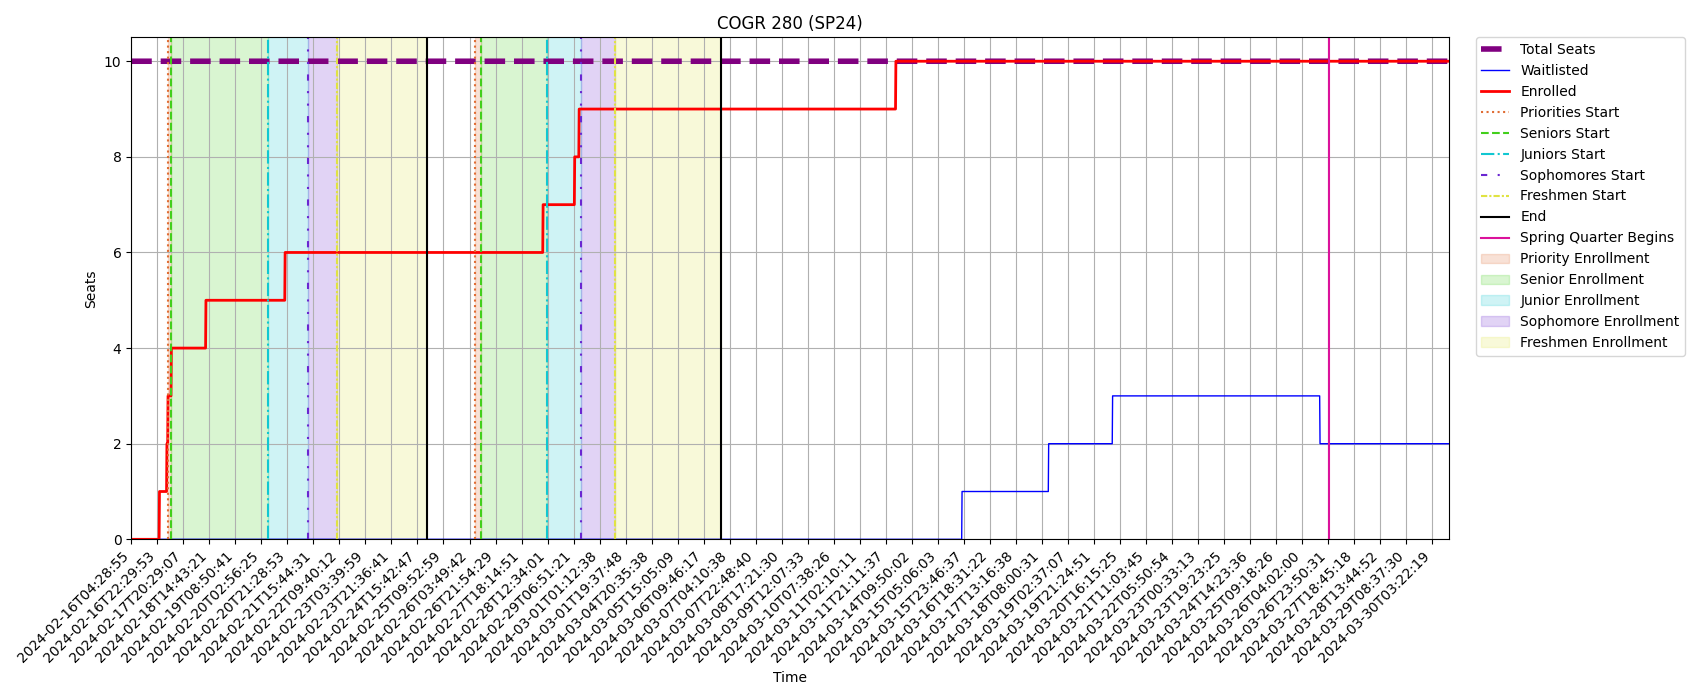 COGR 280 (SP24)
Seats
10
8
6
4
2
0
2024-02-16T04:28:55
2024-02-16T22:29:53
2024-02-17T20:29:07
2024-02-18T14:43:21
2024-02-19T08:50:41
2024-02-20T02:56:23
2024-02-20T21:28:53
2024-02-21T15:44:31
2024-02-22T09:40:12
2024-02-23T03:39:59
2024-02-23T21:36:41
2024-02-24T15:42:47
2024-02-25T09:52:59
2024-02-26T03:49:42
2024-02-26T21:54:29
2024-02-27T18:14:51
2024-02-28T12:34:01
2024-02-29T06:51:21
2024-03-01T01:12:38
2024-03-01T19:37:48
2024-03-04T20:35:38
2024-03-05T15:05:09
2024-03-06T09:46:17
2024-03-07T04:10:38
2024-03-07T22:48:40
2024-03-08T17:21:30
2024-03-09T12:07:33
2024-03-10T07:38:26
2024-03-11T02:10:11
2024-03-11T21:11:37
2024-03-14T09:50:02
2024-03-15T05:06:03
2024-03-15T23:46:37
2024-03-16T18:31:22
2024-03-17T13:16:38
2024-03-18T08:00:31
2024-03-19T02:37:07
2024-03-19T21:24:51
2024-03-20T16:15:25
2024-03-21T11:03:45
2024-03-22T05:50:54
2024-03-23T00:33:13
2024-03-23T19:23:25
2024-03-24T14:23:36
2024-03-25T09:18:26
2024-03-26T04:02:00
2024-03-26T23:50:31
2024-03-27T18:45:18
2024-03-28T13:44:52
2024-03-29T08:37:30
2024-03-30T03:22:19
Time
Total Seats
Waitlisted
Enrolled
Priorities Start
Seniors Start
Juniors Start
Sophomores Start
Freshmen Start
End
Spring Quarter Begins
Priority Enrollment
Senior Enrollment
Junior Enrollment
Sophomore Enrollment
Freshmen Enrollment